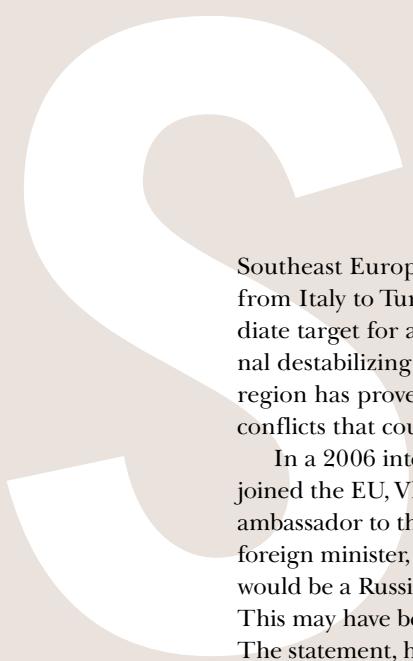 S
Southeast Europ
from Italy to Tur
diate target for a
nal destabilizing
region has prove
conflicts that cou
In a 2006 inte
joined the EU, Vl
ambassador to th
foreign minister,
would be a Russi
This may have be
The statement, h